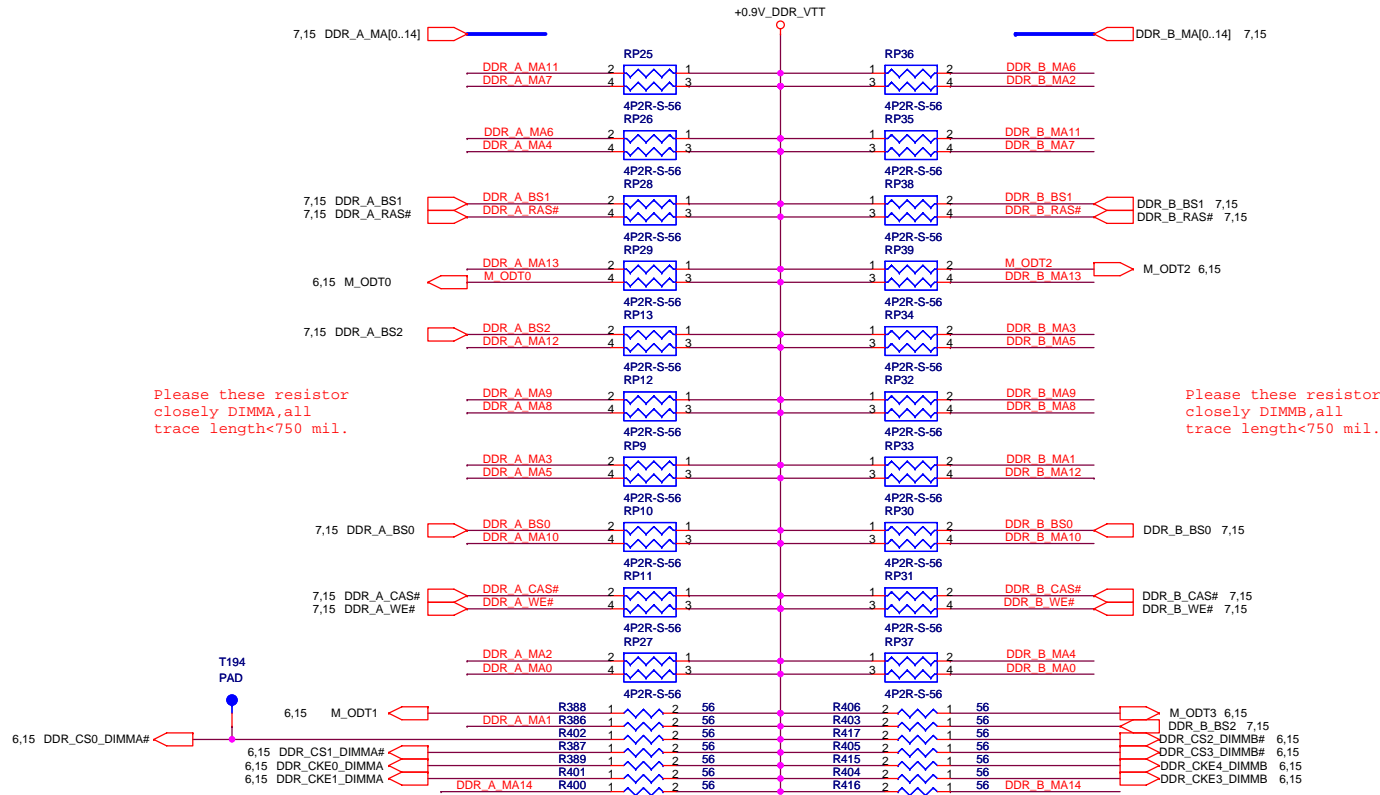 +0.9V_DDR_VTT
7,15 DDR_A_MA[0..14]
DDR_B_MA[0..14] 7,15
RP25 RP36
DDR_A_MA11 2 1 1 2 DDR_B_MA6
DDR_A_MA7 4 3 3 4 DDR_B_MA2
4P2R-S-56 4P2R-S-56
RP26 RP35
DDR_A_MA6 2 1 1 2 DDR_B_MA11
DDR_A_MA4 4 3 3 4 DDR_B_MA7
4P2R-S-56 4P2R-S-56
RP28 RP38
7,15 DDR_A_BS1 DDR_A_BS1 2 1 1 2 DDR_B_BS1 DDR_B_BS1 7,15
7,15 DDR_A_RAS# DDR_A_RAS# 4 3 3 4 DDR_B_RAS# DDR_B_RAS# 7,15
4P2R-S-56 4P2R-S-56
RP29 RP39
DDR_A_MA13 2 1 1 2 M_ODT2 M_ODT2 6,15
6,15 M_ODT0 M_ODT0 4 3 3 4 DDR_B_MA13
4P2R-S-56 4P2R-S-56
RP13 RP34
7,15 DDR_A_BS2 DDR_A_BS2 2 1 1 2 DDR_B_MA3
DDR_A_MA12 4 3 3 4 DDR_B_MA5
4P2R-S-56 4P2R-S-56
RP12 RP32
Please these resistor
closely DIMMA,all
trace length<750 mil.
DDR_A_MA9 2 1 1 2 DDR_B_MA9
DDR_A_MA8 4 3 3 4 DDR_B_MA8
Please these resistor
closely DIMMB,all
trace length<750 mil.
4P2R-S-56 4P2R-S-56
RP9 RP33
DDR_A_MA3 2 1 1 2 DDR_B_MA1
DDR_A_MA5 4 3 3 4 DDR_B_MA12
4P2R-S-56 4P2R-S-56
RP10 RP30
7,15 DDR_A_BS0 DDR_A_BS0 2 1 1 2 DDR_B_BS0 DDR_B_BS0 7,15
DDR_A_MA10 4 3 3 4 DDR_B_MA10
4P2R-S-56 4P2R-S-56
RP11 RP31
7,15 DDR_A_CAS# DDR_A_CAS# 2 1 1 2 DDR_B_CAS# DDR_B_CAS# 7,15
7,15 DDR_A_WE# DDR_A_WE# 4 3 3 4 DDR_B_WE# DDR_B_WE# 7,15
4P2R-S-56 4P2R-S-56
RP27 RP37
DDR_A_MA2 2 1 1 2 DDR_B_MA4
DDR_A_MA0 4 3 3 4 DDR_B_MA0
4P2R-S-56 4P2R-S-56
T194
PAD
6,15 M_ODT1 R388 1 2 56 R406 2 1 56 M_ODT3 6,15
DDR_A_MA1 R386 1 2 56 R403 2 1 56 DDR_B_BS2 7,15
6,15 DDR_CS0_DIMMA# R402 1 2 56 R417 2 1 56 DDR_CS2_DIMMB# 6,15
6,15 DDR_CS1_DIMMA# R387 1 2 56 R405 2 1 56 DDR_CS3_DIMMB# 6,15
6,15 DDR_CKE0_DIMMA R389 1 2 56 R415 2 1 56 DDR_CKE4_DIMMB 6,15
6,15 DDR_CKE1_DIMMA R401 1 2 56 R404 2 1 56 DDR_CKE3_DIMMB 6,15
DDR_A_MA14 R400 1 2 56 R416 2 1 56 DDR_B_MA14